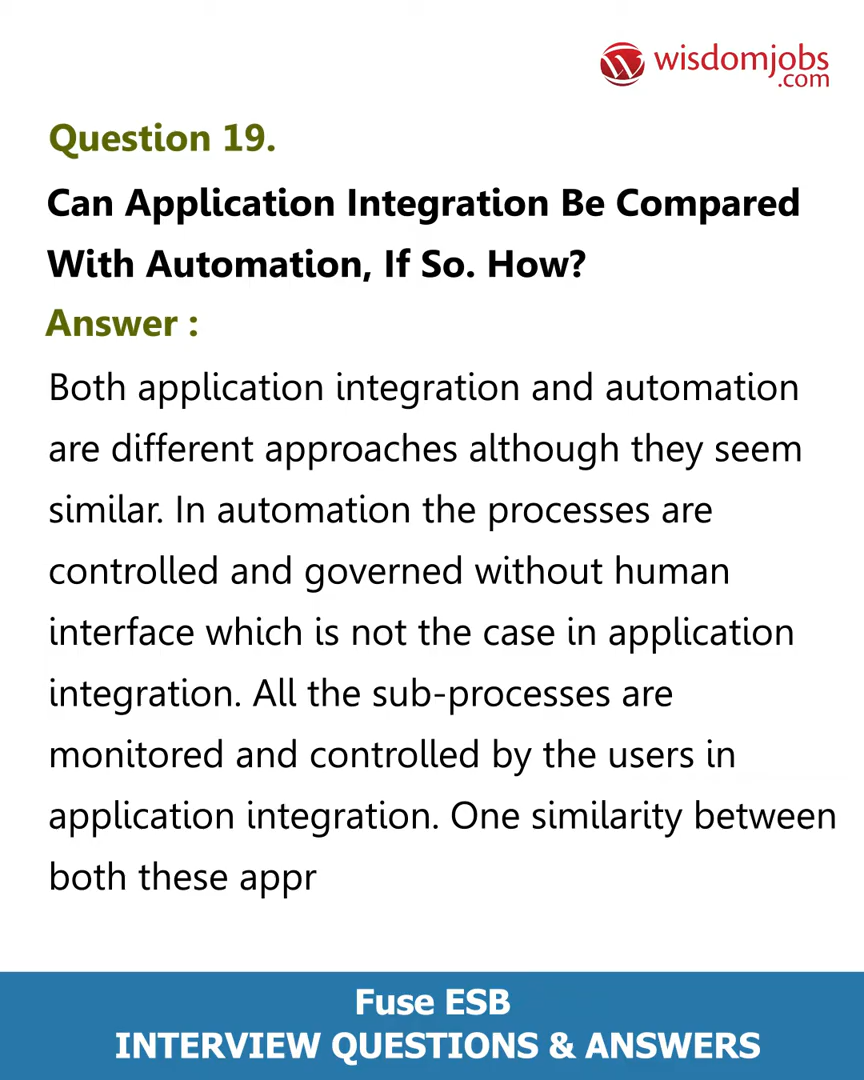 wisdomjobs
.com
Question 19.
Can Application Integration Be Compared
With Automation, If So. How?
Answer :
Both application integration and automation
are different approaches although they seem
similar. In automation the processes are
controlled and governed without human
interface which is not the case in application
integration. All the sub-processes are
monitored and controlled by the users in
application integration. One similarity between
both these appr
Fuse ESB
INTERVIEW QUESTIONS & ANSWERS